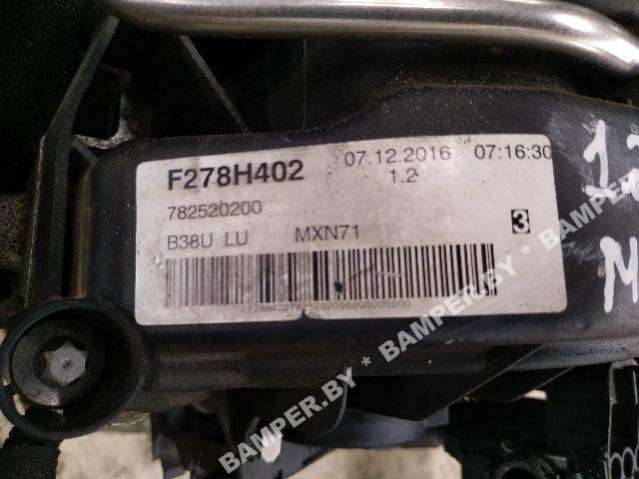 F278H402 07.12.2016 07:16:30
1.2
782520200
B38U LU MXN71
3
BAMPER.BY * BAMPER.BY * BAMPER.BY